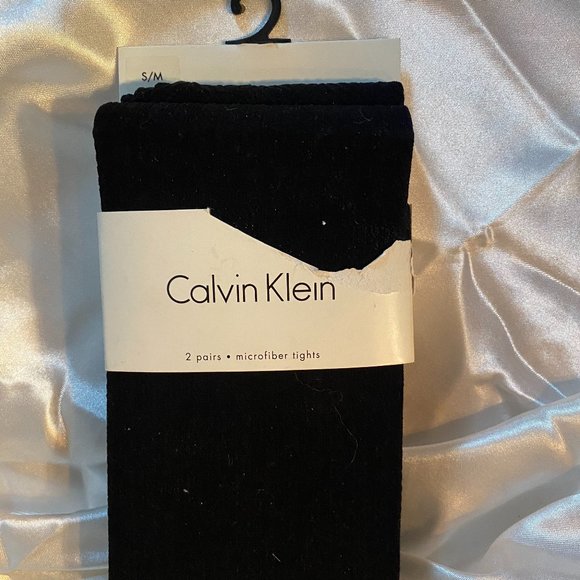 S/M
Calvin Klein
2 pairs • microfiber tights